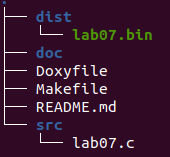 .
├── dist
│   └── lab07.bin
├── doc
├── Doxyfile
├── Makefile
├── README.md
└── src
    └── lab07.c